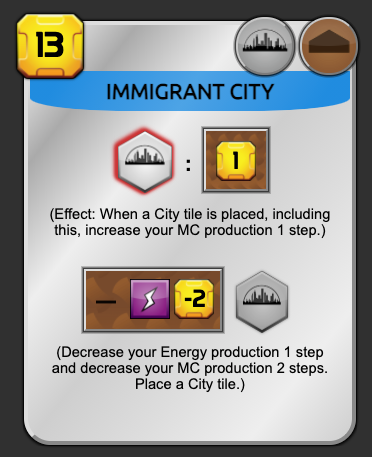 13
IMMIGRANT CITY
: 1
(Effect: When a City tile is placed, including
this, increase your MC production 1 step.)
– -2
(Decrease your Energy production 1 step
and decrease your MC production 2 steps.
Place a City tile.)